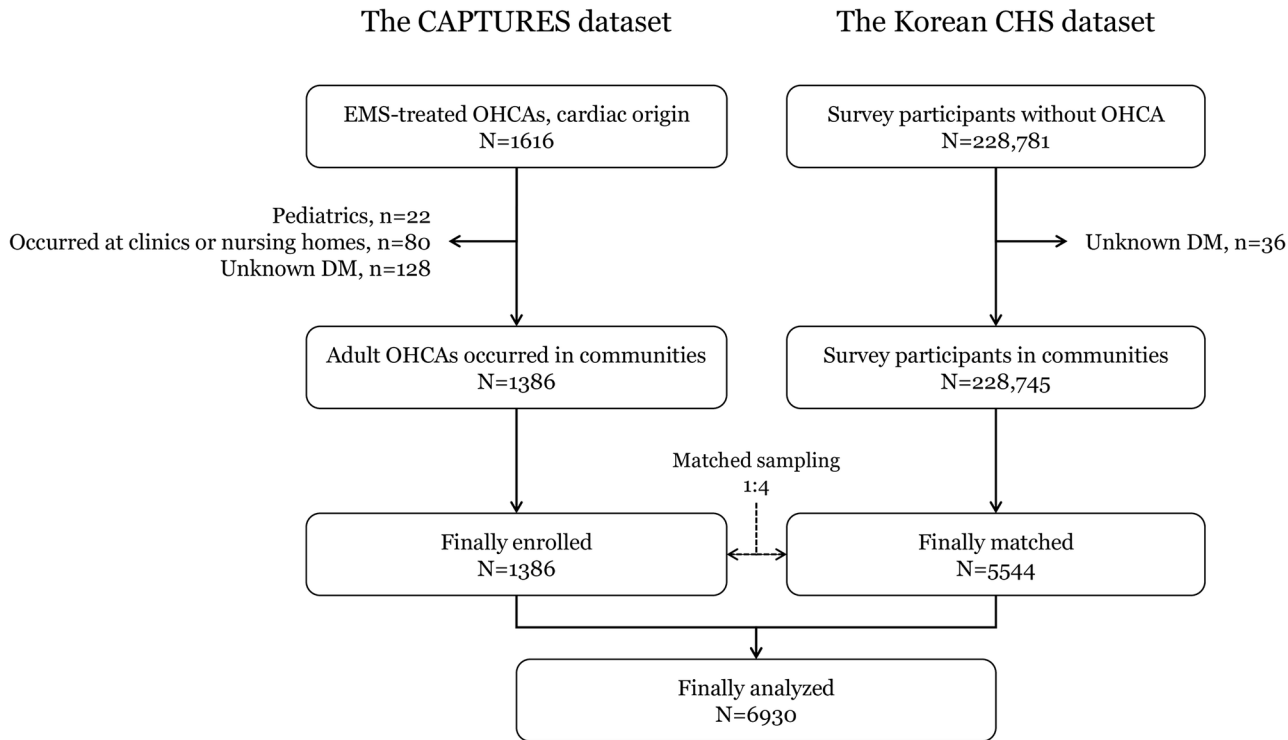 The CAPTURES dataset
The Korean CHS dataset
EMS-treated OHCAs, cardiac origin
N=1616
Survey participants without OHCA
N=228,781
Pediatrics, n=22
Occurred at clinics or nursing homes, n=80
Unknown DM, n=128
Unknown DM, n=36
Adult OHCAs occurred in communities
N=1386
Survey participants in communities
N=228,745
Matched sampling
1:4
Finally enrolled
N=1386
Finally matched
N=5544
Finally analyzed
N=6930